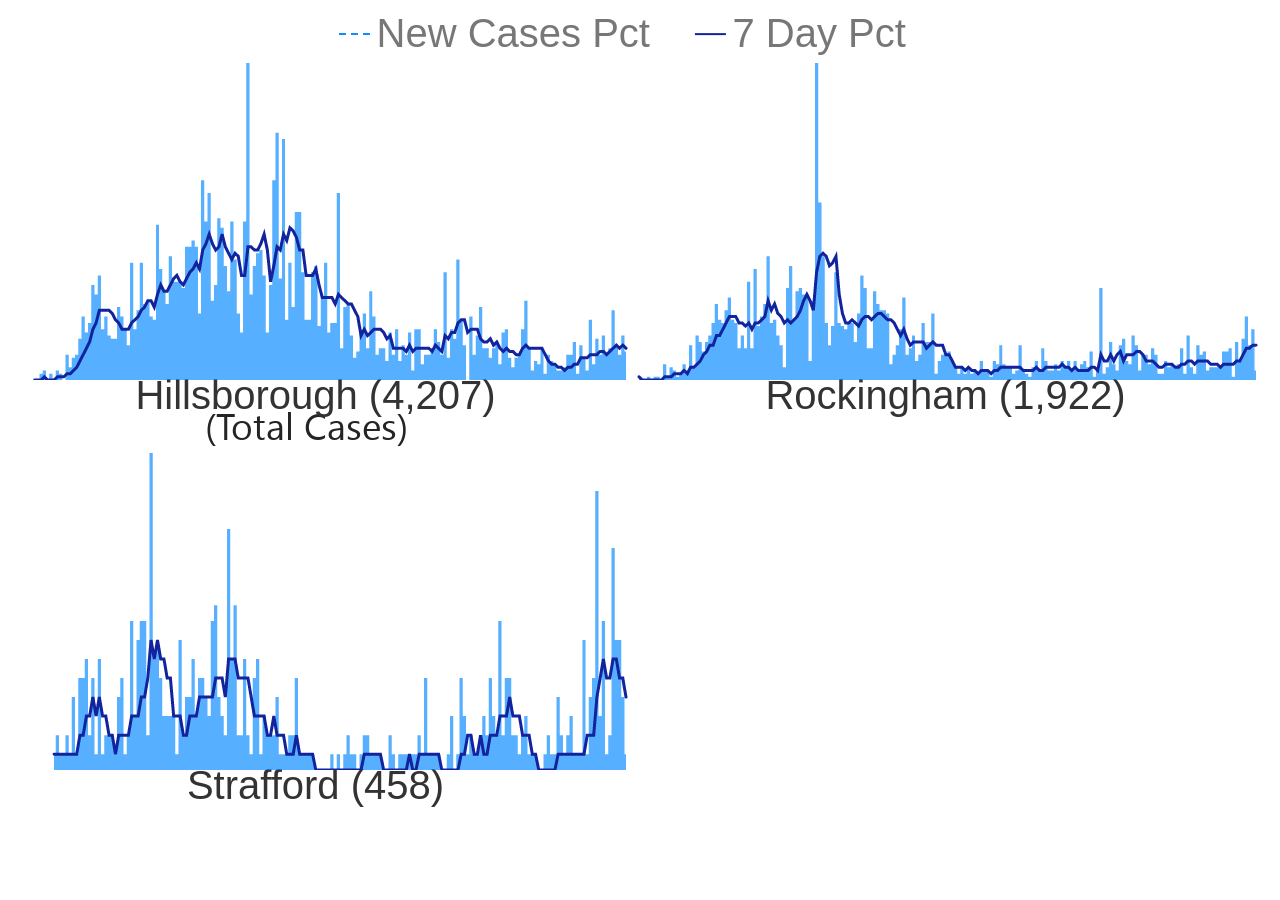 New Cases Pct 7 Day Pct
Hillsborough (4,207)
(Total Cases)
Rockingham (1,922)
Strafford (458)